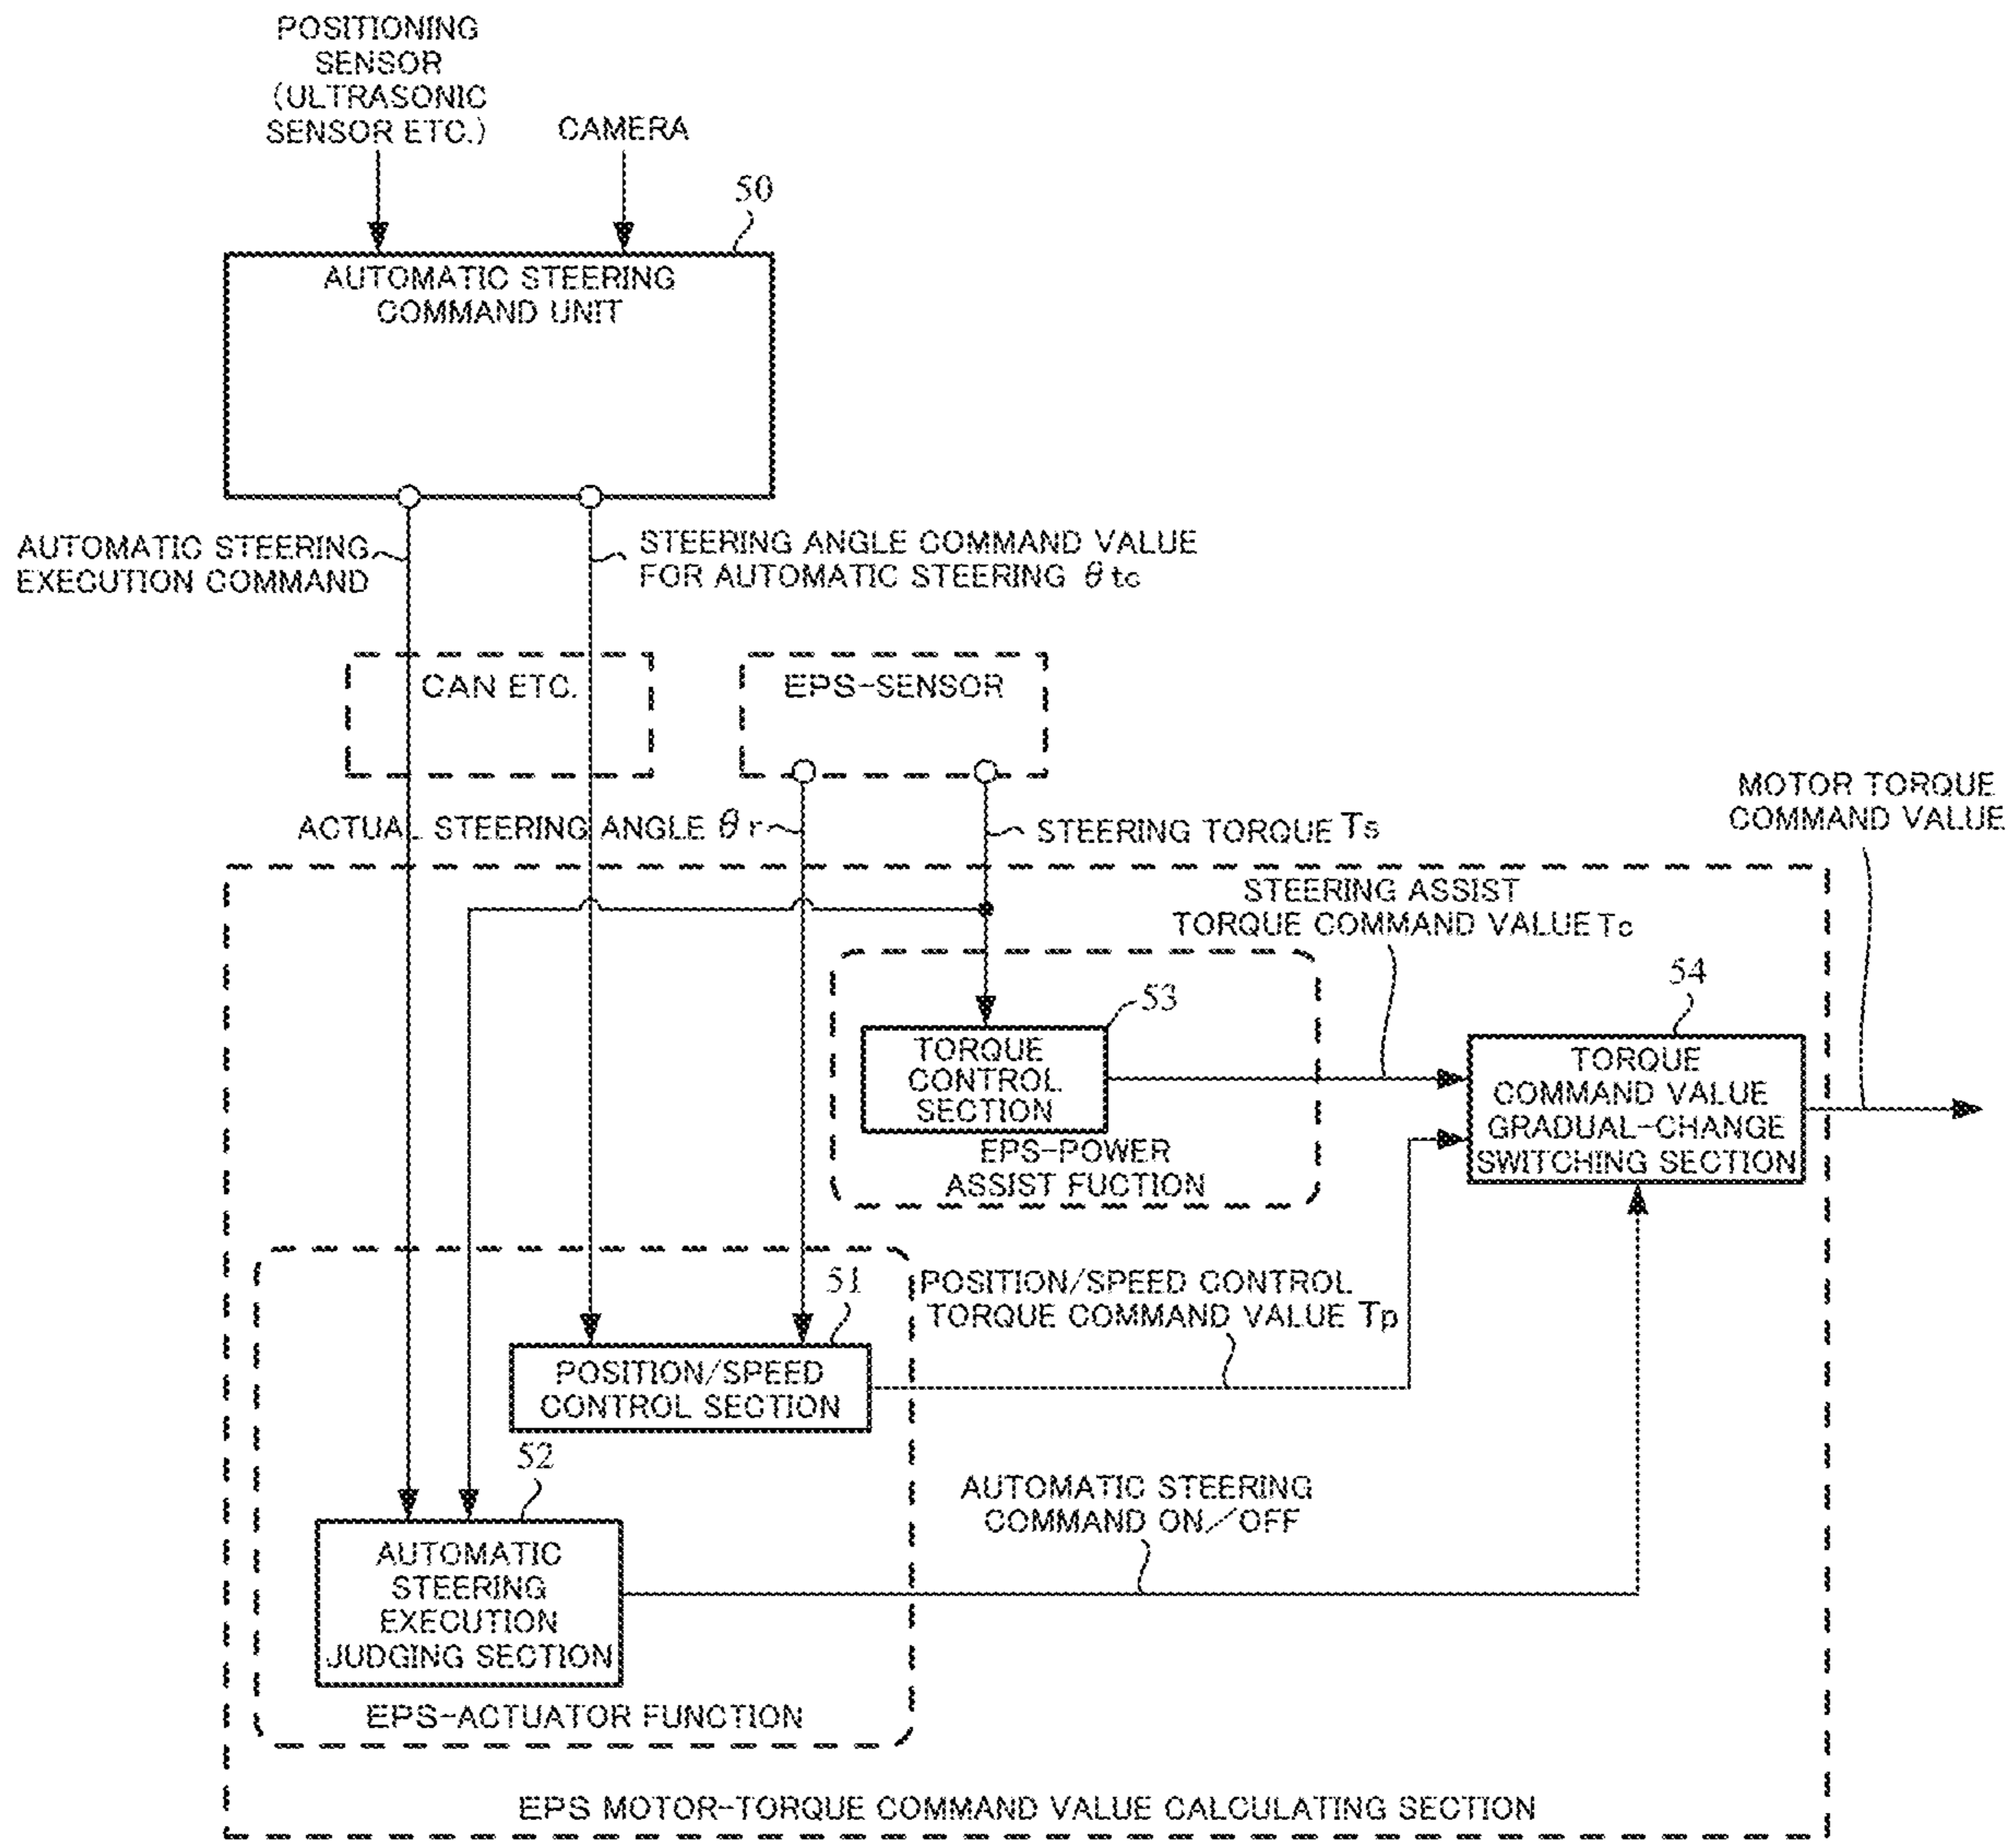 POSITIONING
SENSOR
(ULTRASONIC
SENSOR ETC.)
CAMERA
50
AUTOMATIC STEERING
COMMAND UNIT
AUTOMATIC STEERING
EXECUTION COMMAND
STEERING ANGLE COMMAND VALUE
FOR AUTOMATIC STEERING θtc
CAN ETC.
EPS-SENSOR
ACTUAL STEERING ANGLE θr
STEERING TORQUE Ts
MOTOR TORQUE
COMMAND VALUE
STEERING ASSIST
TORQUE COMMAND VALUE Tc
53
TORQUE
CONTROL
SECTION
EPS-POWER
ASSIST FUCTION
54
TORQUE
COMMAND VALUE
GRADUAL-CHANGE
SWITCHING SECTION
51
POSITION/SPEED
CONTROL SECTION
POSITION/SPEED CONTROL
TORQUE COMMAND VALUE Tp
52
AUTOMATIC
STEERING
EXECUTION
JUDGING SECTION
AUTOMATIC STEERING
COMMAND ON/OFF
EPS-ACTUATOR FUNCTION
EPS MOTOR-TORQUE COMMAND VALUE CALCULATING SECTION